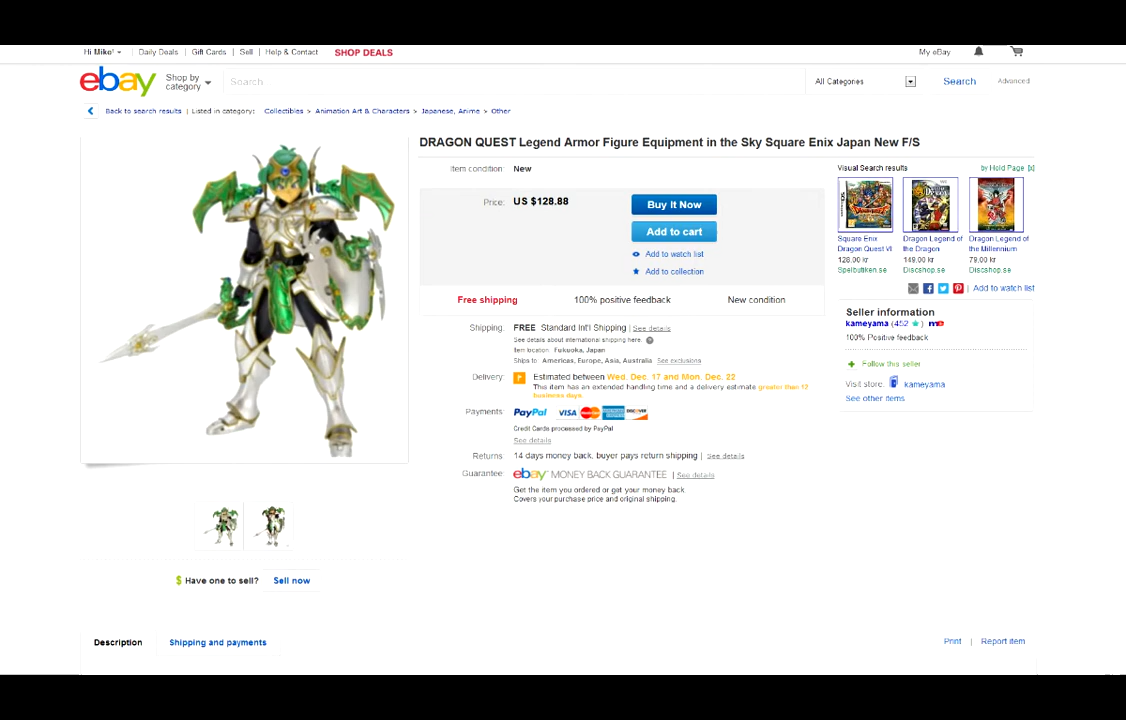 Hi Mike!
Daily Deals | Gift Cards | Sell | Help & Contact
SHOP DEALS
My eBay
ebay
Shop by category
Search
All Categories
Search
Advanced
Back to search results | Listed in category: Collectibles > Animation Art & Characters > Japanese, Anime > Other
DRAGON QUEST Legend Armor Figure Equipment in the Sky Square Enix Japan New F/S
Item condition: New
Price: US $128.88
Buy It Now
Add to cart
Add to watch list
Add to collection
Free shipping
100% positive feedback
New condition
Shipping: FREE Standard Int'l Shipping | See details
See details about international shipping here. ?
Item location: Fukuoka, Japan
Ships to: Americas, Europe, Asia, Australia See exclusions
Delivery: Estimated between Wed. Dec. 17 and Mon. Dec. 22
This item has an extended handling time and a delivery estimate greater than 12
business days.
Payments: PayPal VISA MasterCard DISCOVER
Credit Cards processed by PayPal
See details
Returns: 14 days money back, buyer pays return shipping | See details
Guarantee: ebay MONEY BACK GUARANTEE | See details
Get the item you ordered or get your money back.
Covers your purchase price and original shipping.
Visual Search results
by Hold Page [x]
Square Enix
Dragon Quest VI
128.00 kr
Spelbutiken.se
Dragon Legend of
the Dragon
149.00 kr
Discshop.se
Dragon Legend of
the Millennium
79.00 kr
Discshop.se
| Add to watch list
Seller information
kameyama (452 ) me
100% Positive feedback
Follow this seller
Visit store: kameyama
See other items
$ Have one to sell? Sell now
Description
Shipping and payments
Print | Report item